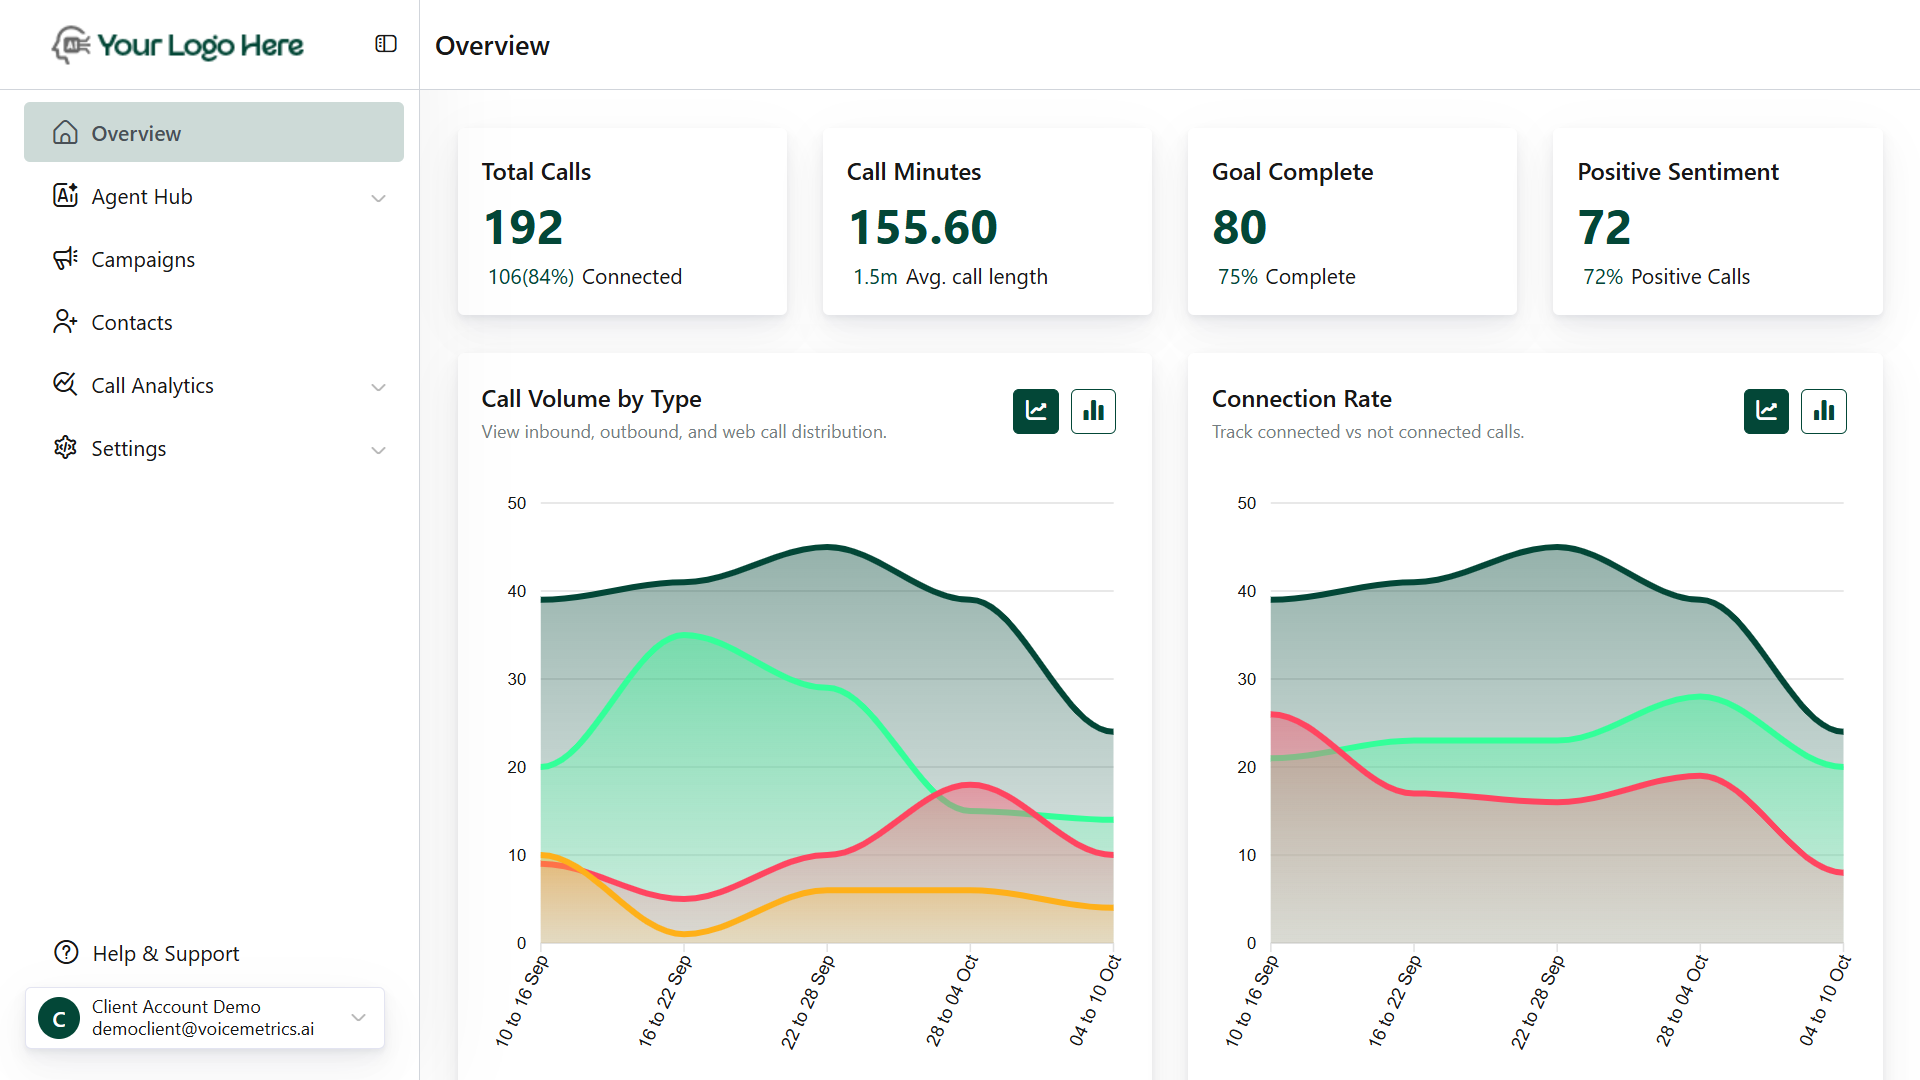 Your Logo Here
Overview
Overview
Agent Hub
Campaigns
Contacts
Call Analytics
Settings
Help & Support
C
Client Account Demo
democlient@voicemetrics.ai
Total Calls
192
106(84%) Connected
Call Minutes
155.60
1.5m Avg. call length
Goal Complete
80
75% Complete
Positive Sentiment
72
72% Positive Calls
Call Volume by Type
View inbound, outbound, and web call distribution.
50
40
30
20
10
0
10 to 16 Sep
16 to 22 Sep
22 to 28 Sep
28 to 04 Oct
04 to 10 Oct
Connection Rate
Track connected vs not connected calls.
50
40
30
20
10
0
10 to 16 Sep
16 to 22 Sep
22 to 28 Sep
28 to 04 Oct
04 to 10 Oct